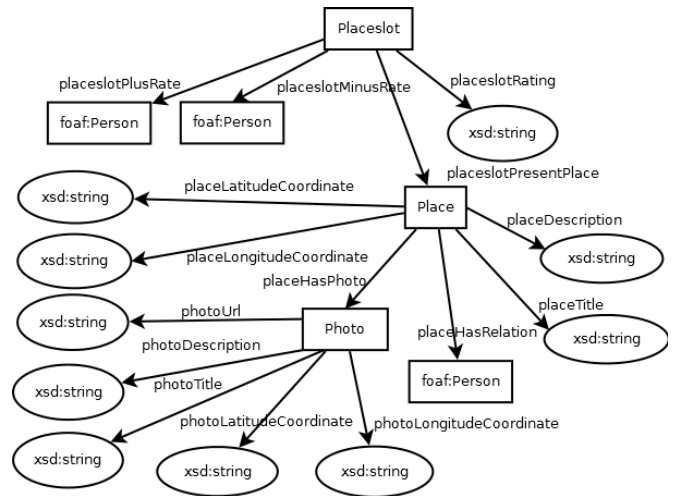 Placeslot
placeslotPlusRate
placeslotMinusRate
placeslotRating
foaf:Person
foaf:Person
xsd:string
placeslotPresentPlace
xsd:string
placeLatitudeCoordinate
Place
placeDescription
xsd:string
placeLongitudeCoordinate
xsd:string
placeHasPhoto
placeTitle
xsd:string
photoUrl
Photo
placeHasRelation
xsd:string
photoDescription
foaf:Person
xsd:string
photoTitle
photoLatitudeCoordinate
photoLongitudeCoordinate
xsd:string
xsd:string
xsd:string